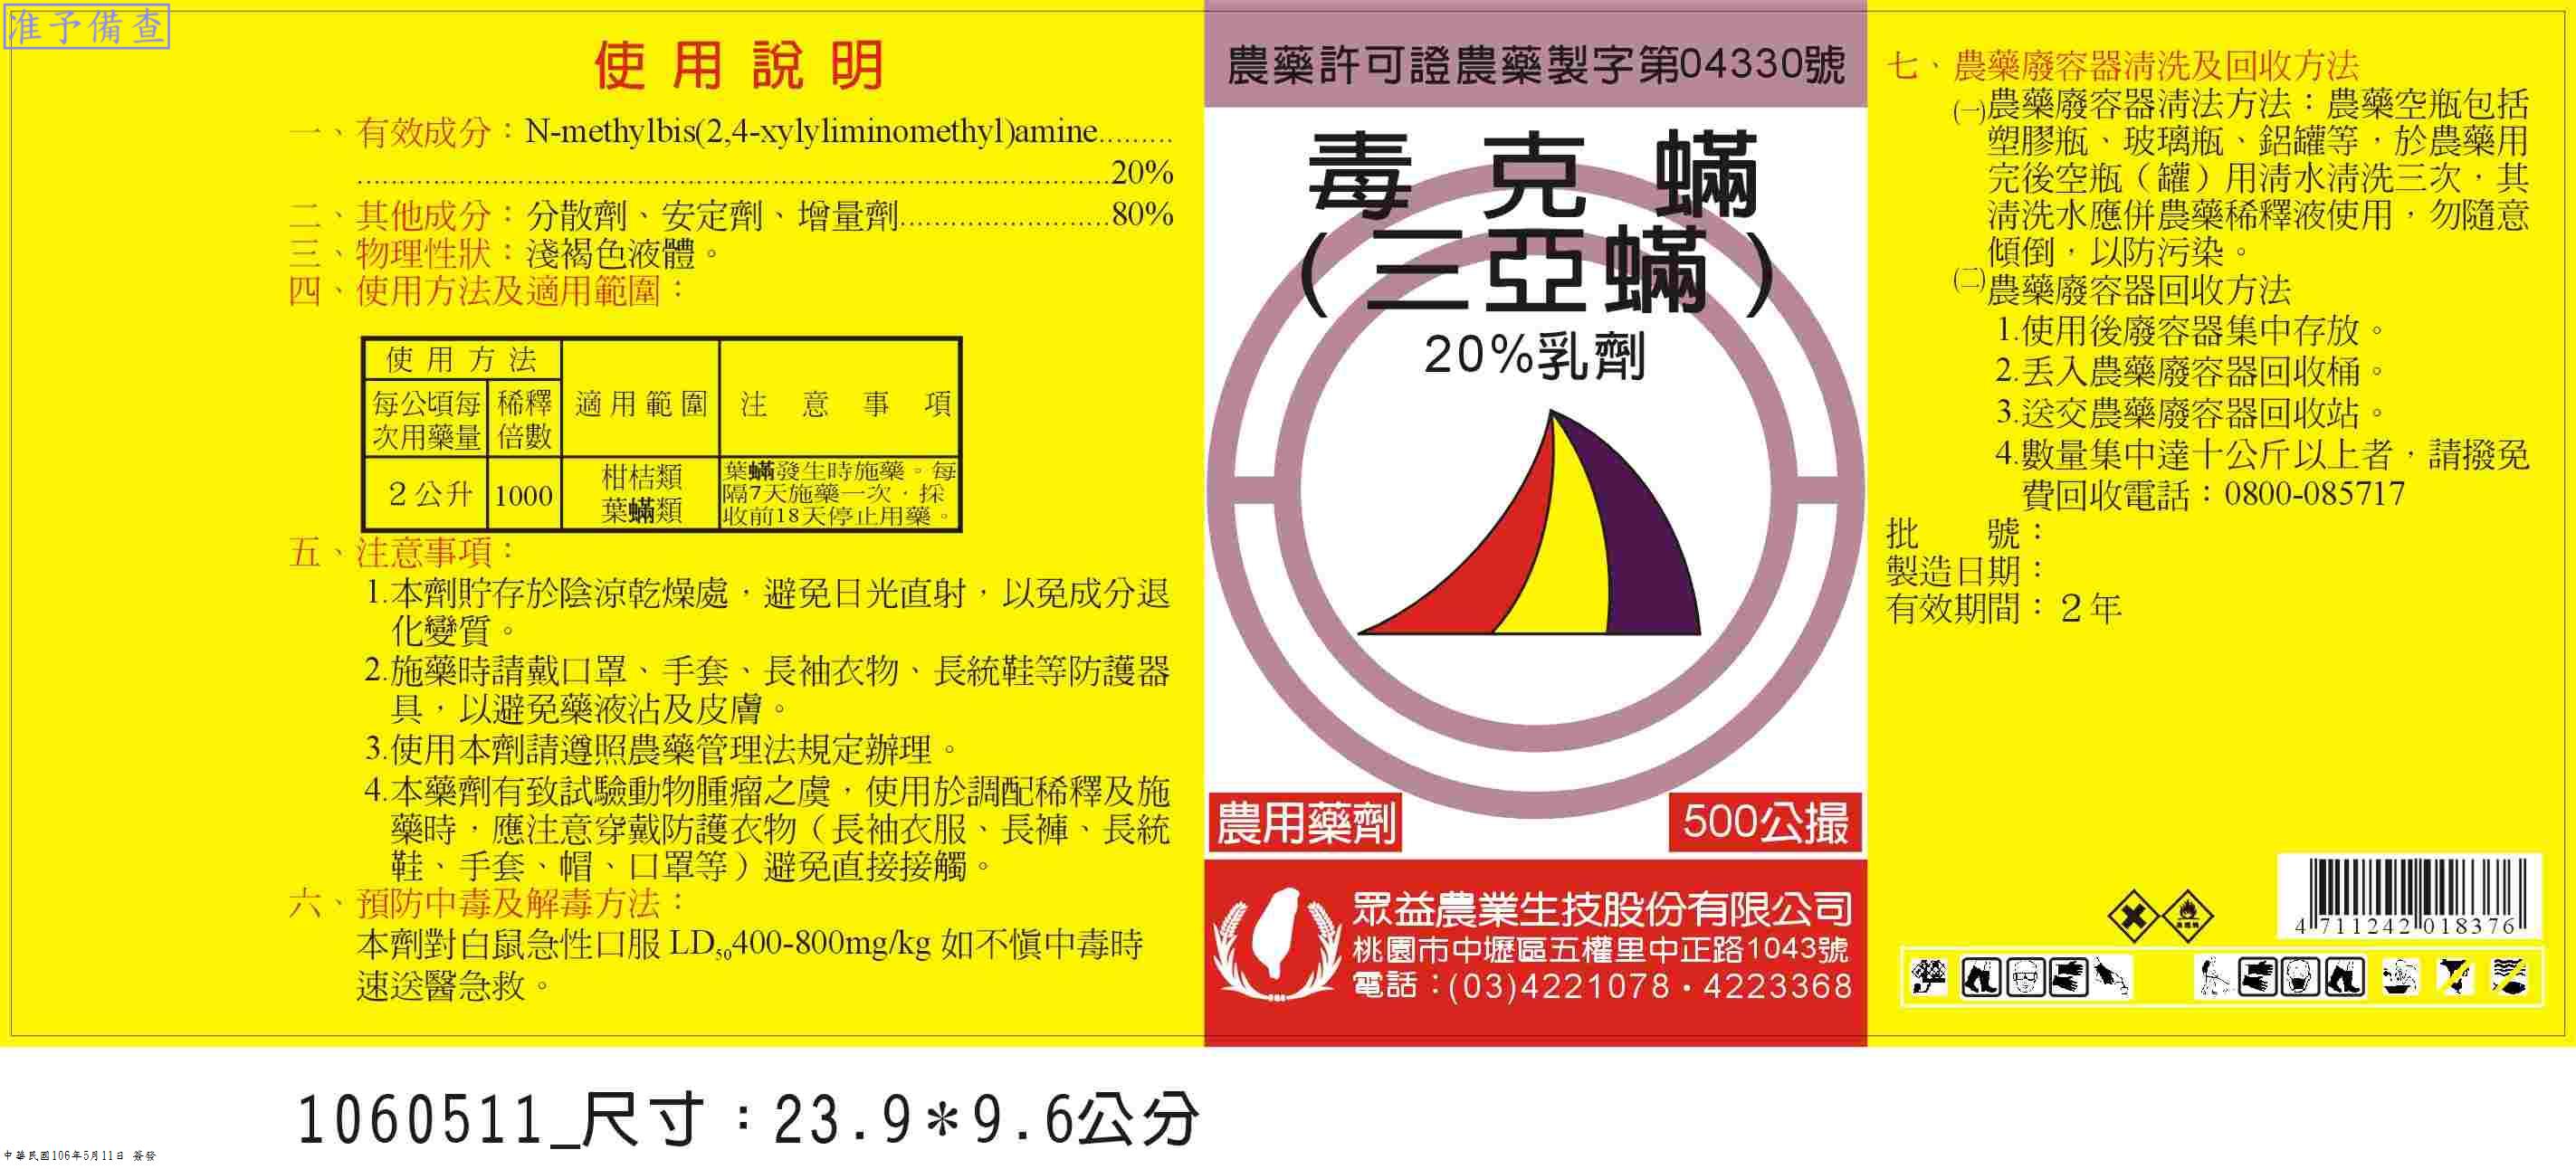 准予備查
使用說明
一、有效成分：N-methylbis(2,4-xylyliminomethyl)amine.........
..........................................................................................20%
二、其他成分：分散劑、安定劑、增量劑.........................80%
三、物理性狀：淺褐色液體。
四、使用方法及適用範圍：
使用方法
每公頃每次用藥量
稀釋倍數
適用範圍
注意事項
2公升
1000
柑桔類
葉蟎類
葉蟎發生時施藥。每
隔7天施藥一次，採
收前18天停止用藥。
五、注意事項：
1.本劑貯存於陰涼乾燥處，避免日光直射，以免成分退
化變質。
2.施藥時請戴口罩、手套、長袖衣物、長統鞋等防護器
具，以避免藥液沾及皮膚。
3.使用本劑請遵照農藥管理法規定辦理。
4.本藥劑有致試驗動物腫瘤之虞，使用於調配稀釋及施
藥時，應注意穿戴防護衣物（長袖衣服、長褲、長統
鞋、手套、帽、口罩等）避免直接接觸。
六、預防中毒及解毒方法：
本劑對白鼠急性口服 LD50400-800mg/kg 如不慎中毒時
速送醫急救。
農藥許可證農藥製字第04330號
毒克蟎
(三亞蟎)
20%乳劑
農用藥劑
500公撮
眾益農業生技股份有限公司
桃園市中壢區五權里中正路1043號
電話：(03)4221078・4223368
七、農藥廢容器清洗及回收方法
㈠農藥廢容器清法方法：農藥空瓶包括
塑膠瓶、玻璃瓶、鋁罐等，於農藥用
完後空瓶（罐）用清水清洗三次，其
清洗水應併農藥稀釋液使用，勿隨意
傾倒，以防污染。
㈡農藥廢容器回收方法
1.使用後廢容器集中存放。
2.丟入農藥廢容器回收桶。
3.送交農藥廢容器回收站。
4.數量集中達十公斤以上者，請撥免
費回收電話：0800-085717
批　　號：
製造日期：
有效期間：2年
4 711242 018376
1060511_尺寸：23.9*9.6公分
中華民國106年5月11日 簽發